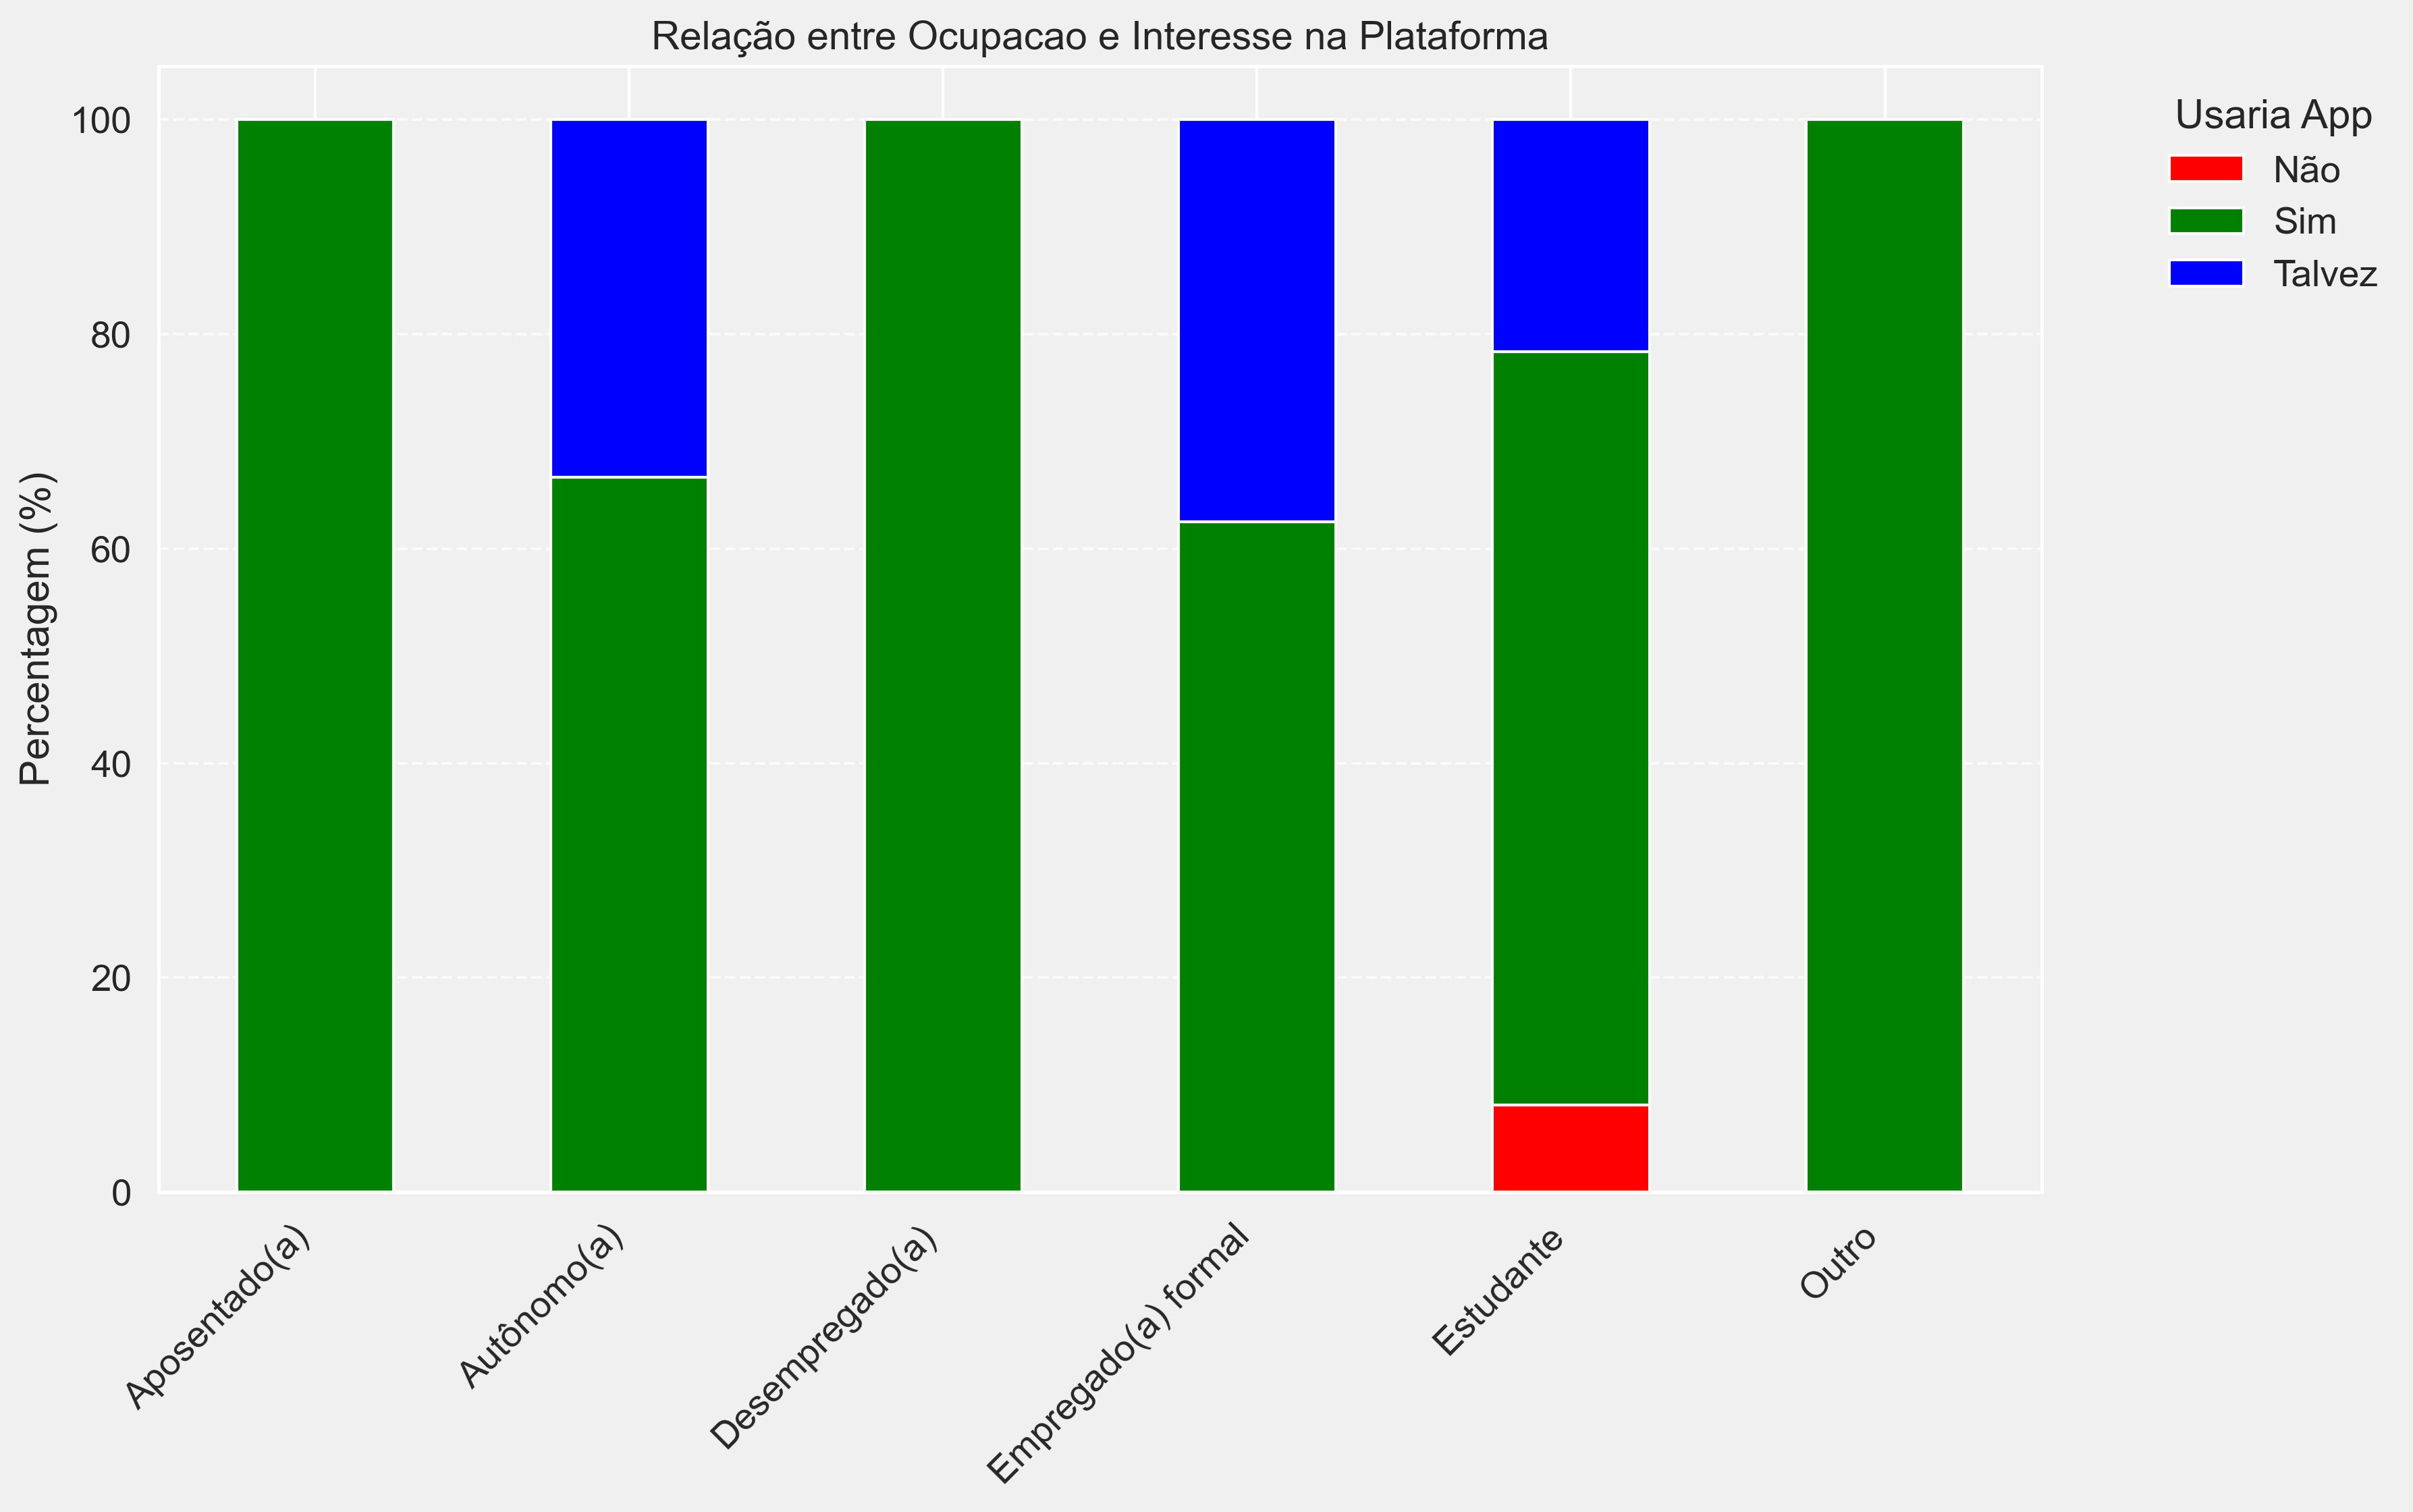 Relação entre Ocupacao e Interesse na Plataforma
Usaria App
Não
Sim
Talvez
Percentagem (%)
100
80
60
40
20
0
Aposentado(a)
Autônomo(a)
Desempregado(a)
Empregado(a) formal
Estudante
Outro